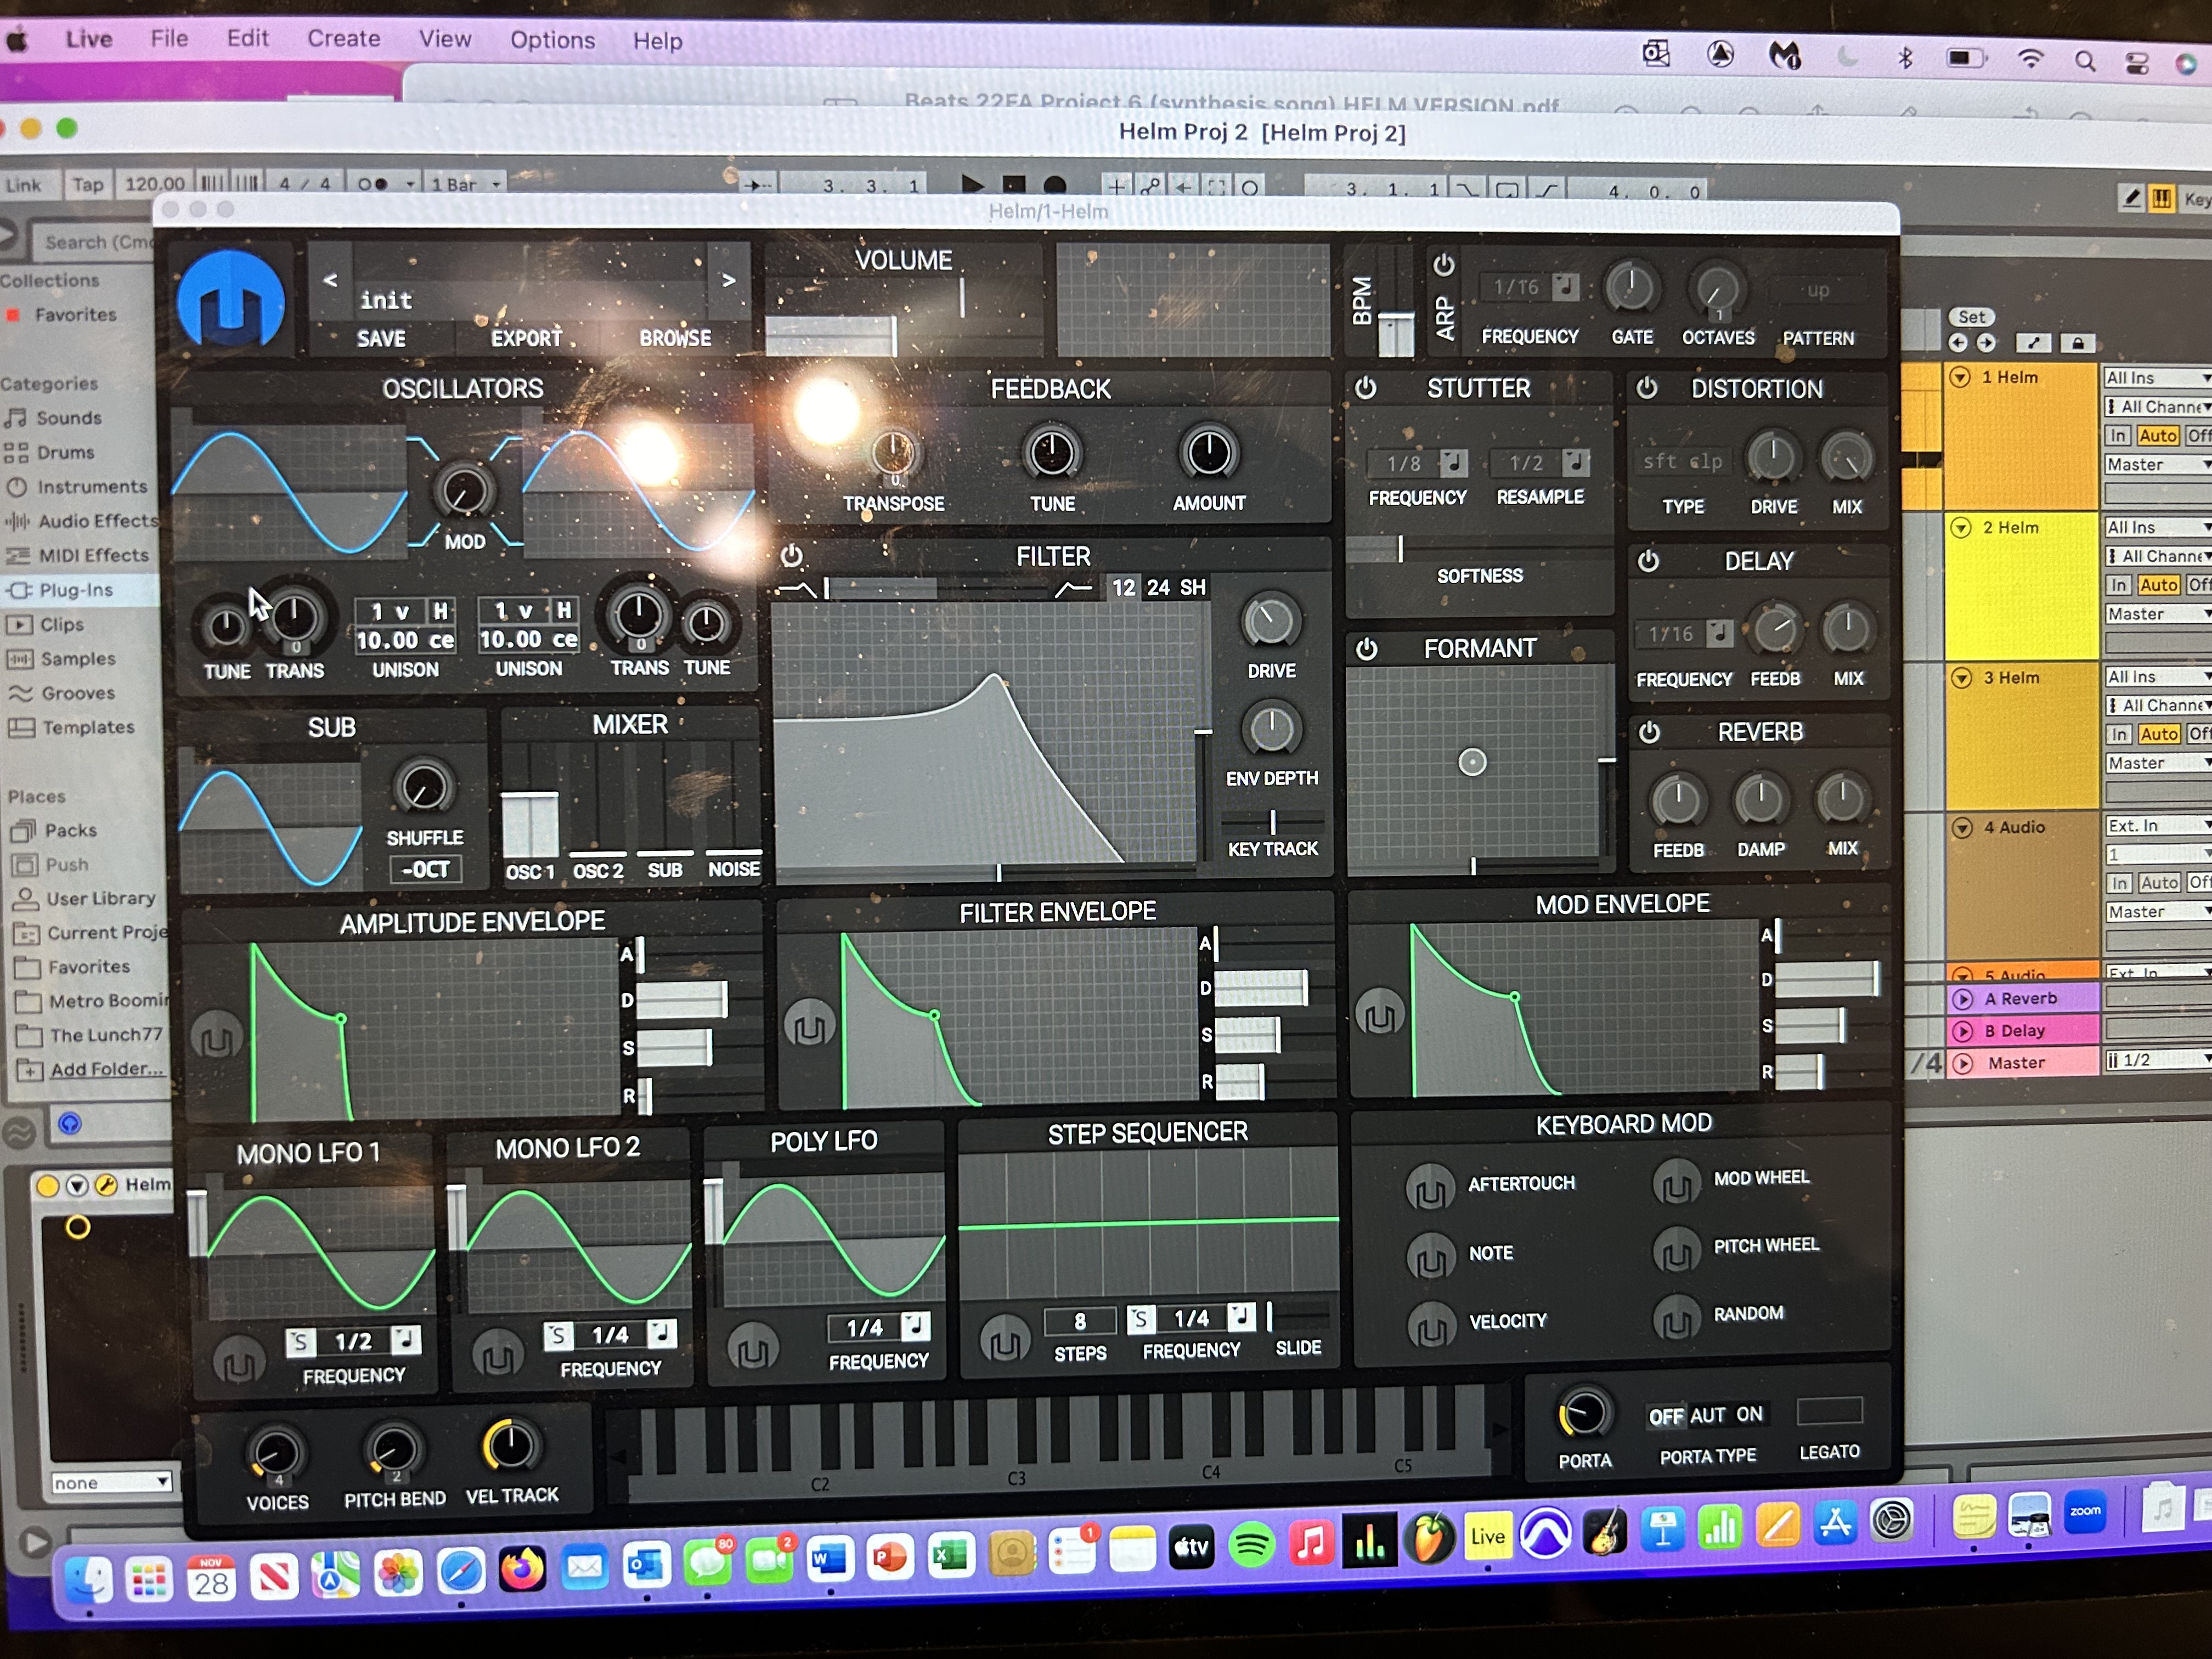 Live File Edit Create View Options Help
Beats 22FA Project 6 (synthesis song) HELM VERSION.pdf
Helm Proj 2 [Helm Proj 2]
Link Tap 120.00 4 / 4 1 Bar 3. 3. 1 3. 1. 1 4. 0. 0 Key
Helm/1-Helm
Search (Cmd
Collections
Favorites
Categories
Sounds
Drums
Instruments
Audio Effects
MIDI Effects
Plug-Ins
Clips
Samples
Grooves
Templates
Places
Packs
Push
User Library
Current Proje
Favorites
Metro Boomin
The Lunch77
Add Folder...
Helm
none
< >
init
SAVE EXPORT BROWSE
VOLUME
BPM
ARP
1/16 up
FREQUENCY GATE OCTAVES PATTERN
1
OSCILLATORS
MOD
0 0
1 v H 1 v H
10.00 ce 10.00 ce
TUNE TRANS UNISON UNISON TRANS TUNE
FEEDBACK
0
TRANSPOSE TUNE AMOUNT
STUTTER
1/8 1/2
FREQUENCY RESAMPLE
SOFTNESS
DISTORTION
sft clp
TYPE DRIVE MIX
FILTER
12 24 SH
DRIVE
ENV DEPTH
KEY TRACK
FORMANT
DELAY
1/16
FREQUENCY FEEDB MIX
REVERB
FEEDB DAMP MIX
SUB
SHUFFLE
-OCT
MIXER
OSC 1 OSC 2 SUB NOISE
AMPLITUDE ENVELOPE
A
D
S
R
FILTER ENVELOPE
A
D
S
R
MOD ENVELOPE
A
D
S
R
MONO LFO 1
S 1/2
FREQUENCY
MONO LFO 2
S 1/4
FREQUENCY
POLY LFO
1/4
FREQUENCY
STEP SEQUENCER
8 S 1/4
STEPS FREQUENCY SLIDE
KEYBOARD MOD
AFTERTOUCH MOD WHEEL
NOTE PITCH WHEEL
VELOCITY RANDOM
4 2
VOICES PITCH BEND VEL TRACK
C2 C3 C4 C5
OFF AUT ON
PORTA PORTA TYPE LEGATO
Set
1 Helm All Ins
All Channe
In Auto Off
Master
2 Helm All Ins
All Channe
In Auto Off
Master
3 Helm All Ins
All Channe
In Auto Off
Master
4 Audio Ext. In
1
In Auto Off
Master
5 Audio Ext. In
A Reverb
B Delay
/4 Master 1/2
NOV
28
80
2
1
tv
Live
zoom